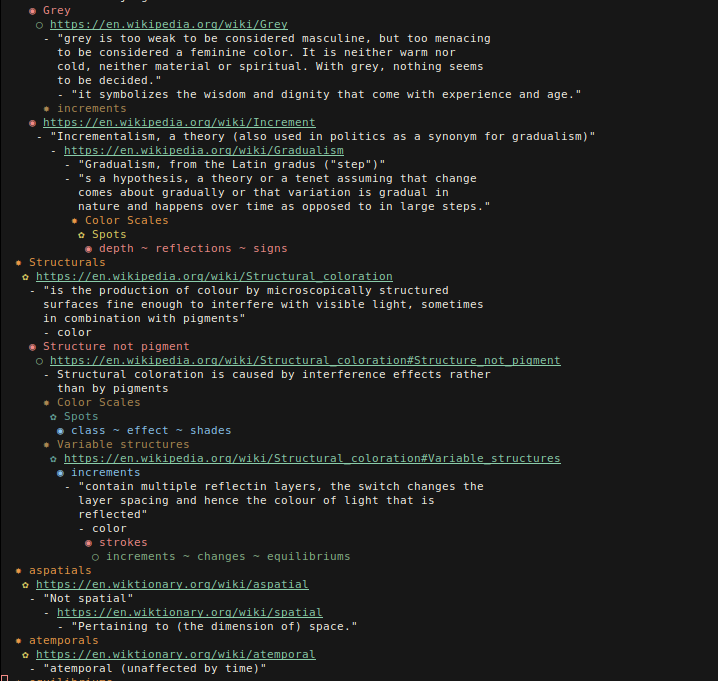 ◉ Grey
○ https://en.wikipedia.org/wiki/Grey
- "grey is too weak to be considered masculine, but too menacing
to be considered a feminine color. It is neither warm nor
cold, neither material or spiritual. With grey, nothing seems
to be decided."
- "it symbolizes the wisdom and dignity that come with experience and age."
✸ increments
◉ https://en.wikipedia.org/wiki/Increment
- "Incrementalism, a theory (also used in politics as a synonym for gradualism)"
- https://en.wikipedia.org/wiki/Gradualism
- "Gradualism, from the Latin gradus ("step")"
- "s a hypothesis, a theory or a tenet assuming that change
comes about gradually or that variation is gradual in
nature and happens over time as opposed to in large steps."
✸ Color Scales
✿ Spots
◉ depth ~ reflections ~ signs
✸ Structurals
✿ https://en.wikipedia.org/wiki/Structural_coloration
- "is the production of colour by microscopically structured
surfaces fine enough to interfere with visible light, sometimes
in combination with pigments"
- color
◉ Structure not pigment
○ https://en.wikipedia.org/wiki/Structural_coloration#Structure_not_pigment
- Structural coloration is caused by interference effects rather
than by pigments
✸ Color Scales
✿ Spots
◉ class ~ effect ~ shades
✸ Variable structures
✿ https://en.wikipedia.org/wiki/Structural_coloration#Variable_structures
◉ increments
- "contain multiple reflectin layers, the switch changes the
layer spacing and hence the colour of light that is
reflected"
- color
◉ strokes
○ increments ~ changes ~ equilibriums
✸ aspatials
✿ https://en.wiktionary.org/wiki/aspatial
- "Not spatial"
- https://en.wiktionary.org/wiki/spatial
- "Pertaining to (the dimension of) space."
✸ atemporals
✿ https://en.wiktionary.org/wiki/atemporal
- "atemporal (unaffected by time)"